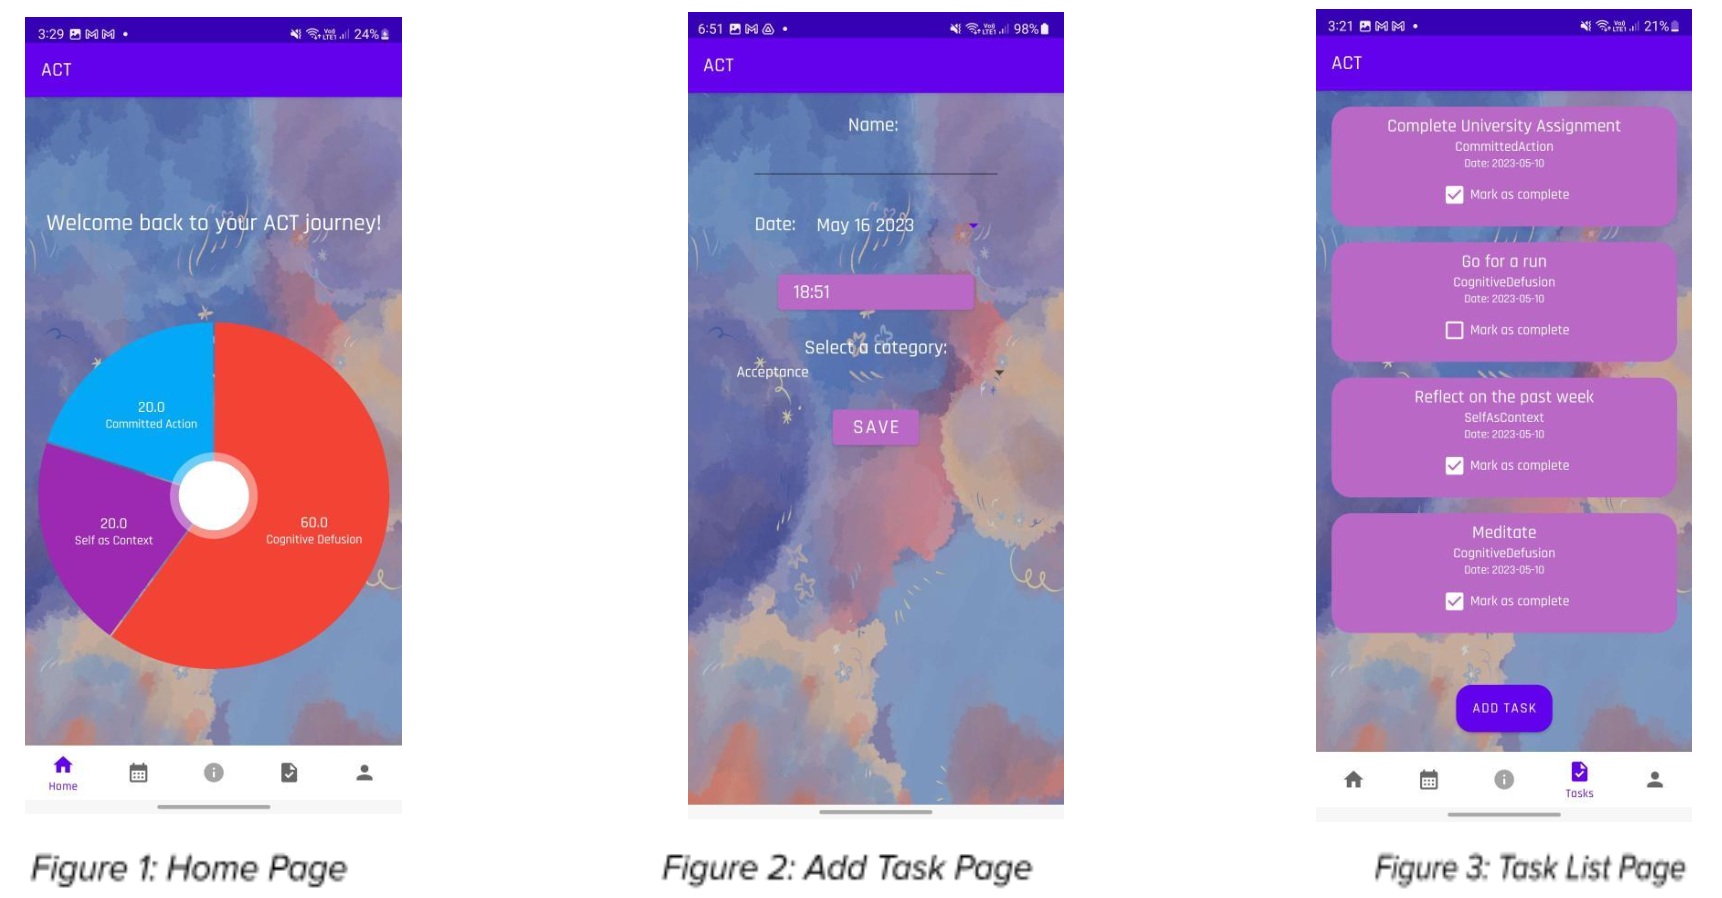 3:29
24%
ACT
Welcome back to your ACT journey!
20.0
Committed Action
20.0
Self as Context
60.0
Cognitive Defusion
Home
Figure 1: Home Page
6:51
98%
ACT
Name:
Date: May 16 2023
18:51
Select a category:
Acceptance
SAVE
Figure 2: Add Task Page
3:21
21%
ACT
Complete University Assignment
CommittedAction
Date: 2023-05-10
Mark as complete
Go for a run
CognitiveDefusion
Date: 2023-05-10
Mark as complete
Reflect on the past week
SelfAsContext
Date: 2023-05-10
Mark as complete
Meditate
CognitiveDefusion
Date: 2023-05-10
Mark as complete
ADD TASK
Tasks
Figure 3: Task List Page